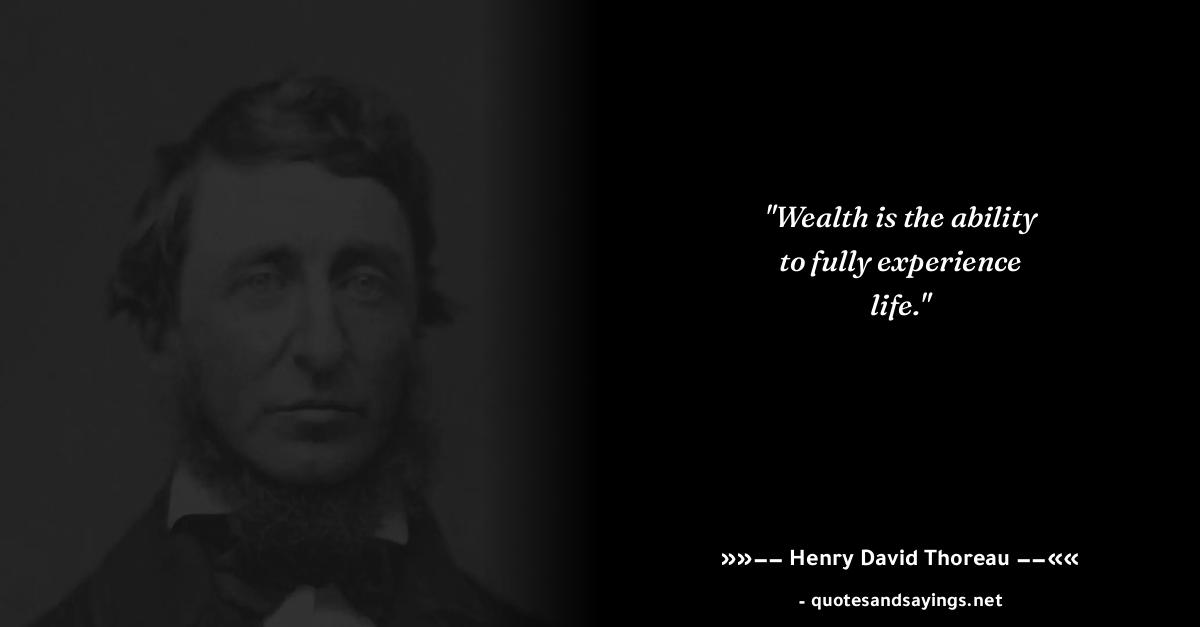 "Wealth is the ability
to fully experience
life."
»»−− Henry David Thoreau −−««
- quotesandsayings.net